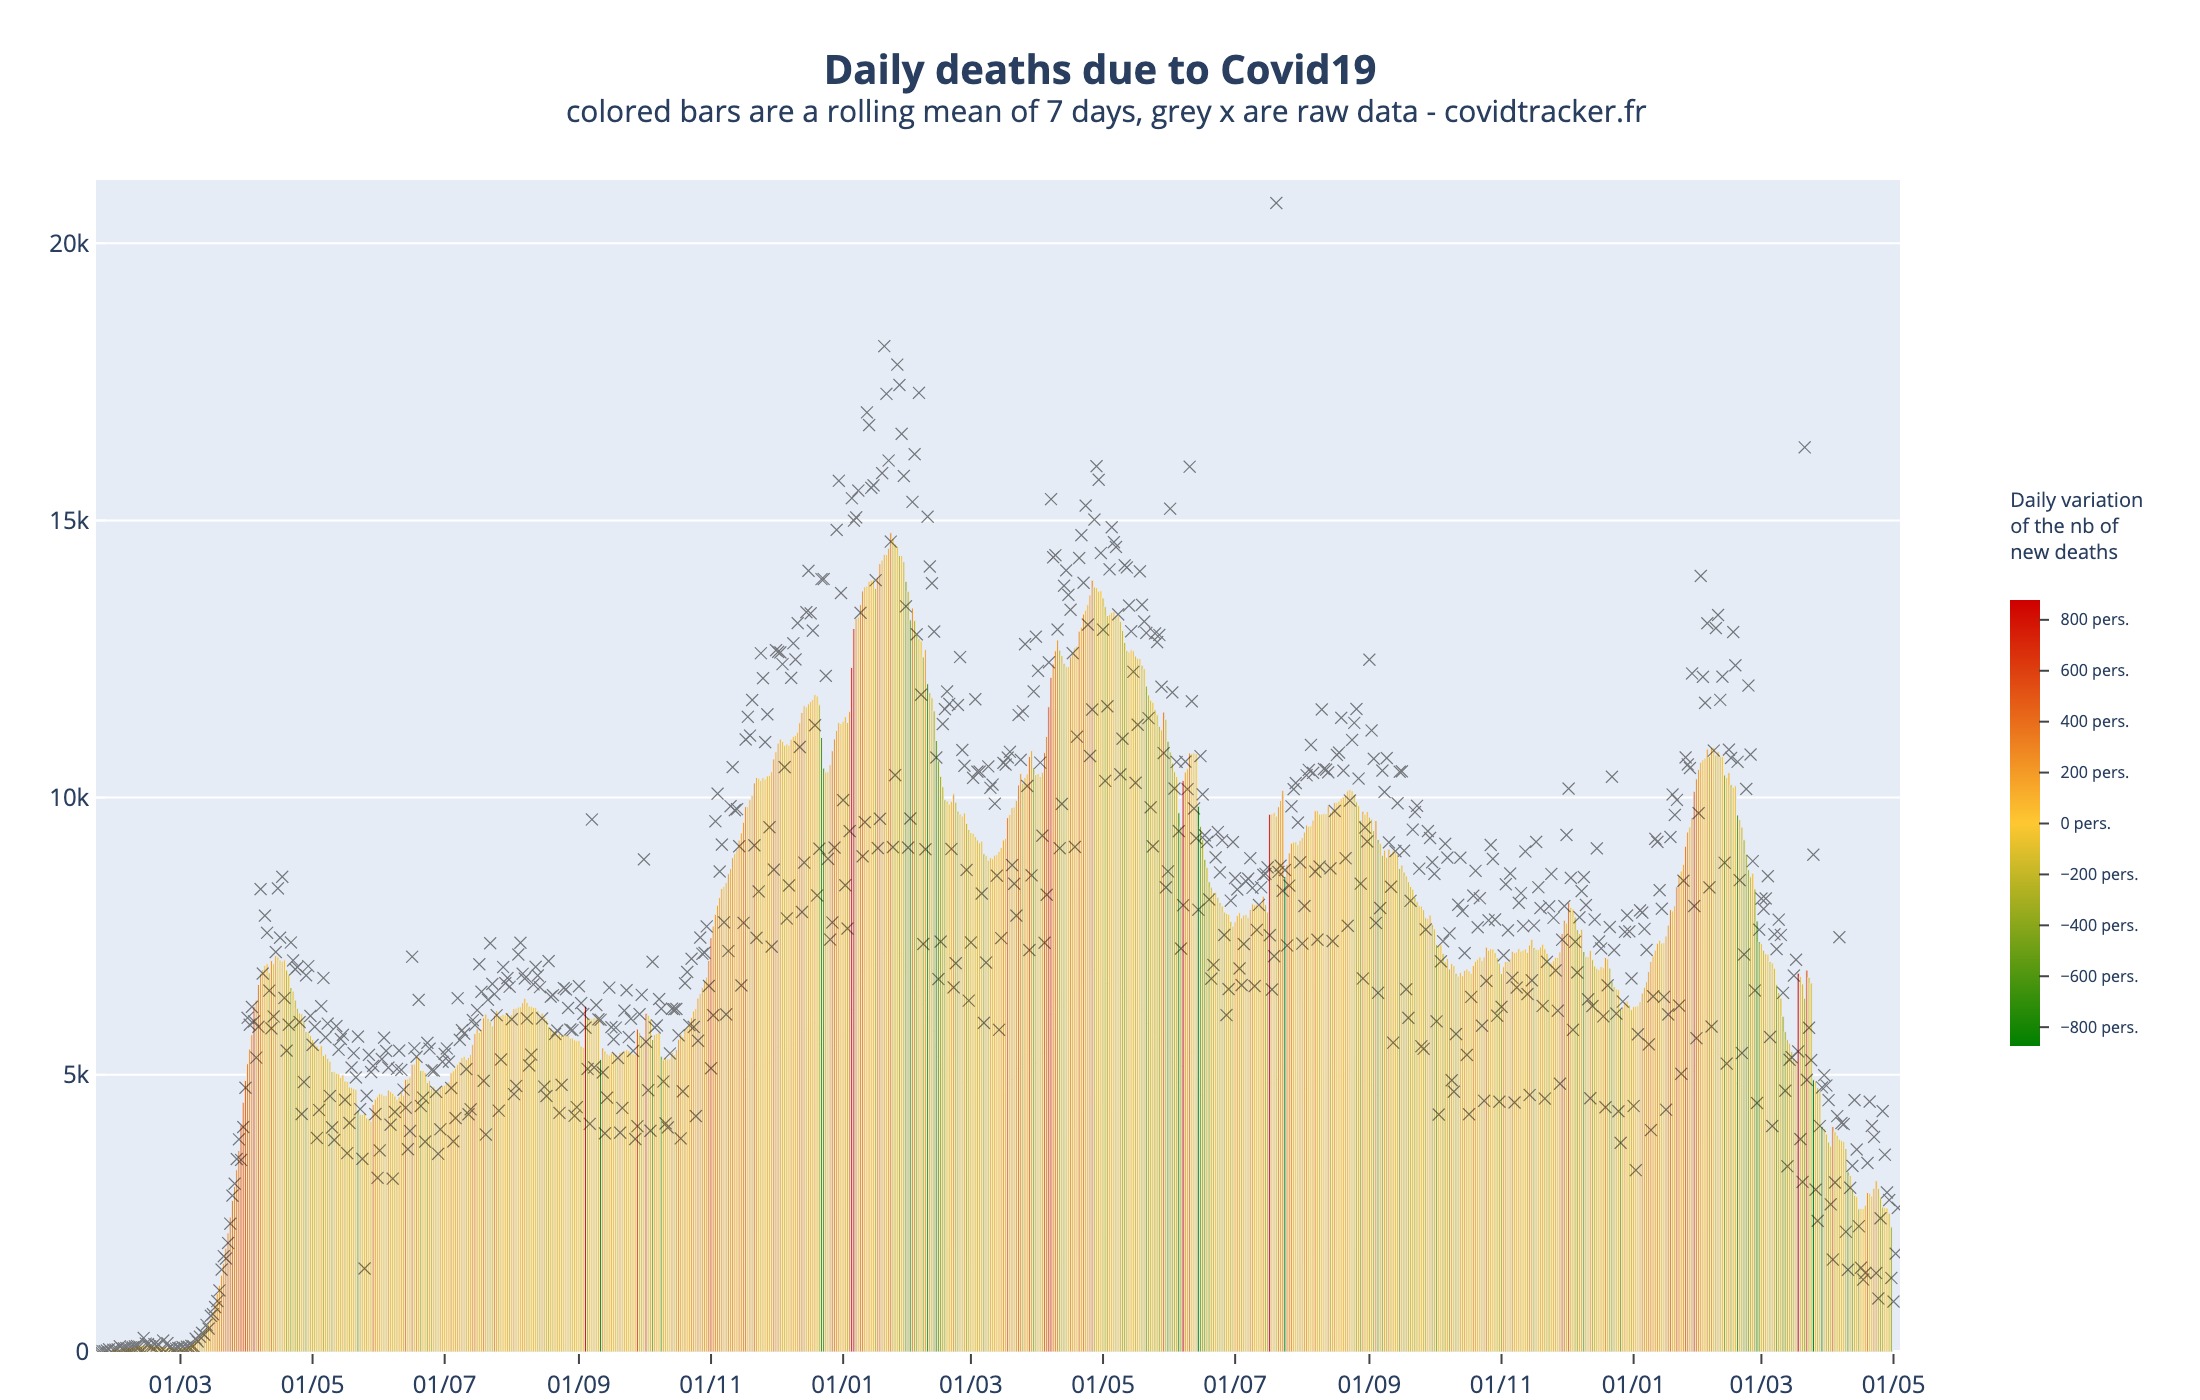 Daily deaths due to Covid19
colored bars are a rolling mean of 7 days, grey x are raw data - covidtracker.fr
20k
15k
10k
5k
0
01/03 01/05 01/07 01/09 01/11 01/01 01/03 01/05 01/07 01/09 01/11 01/01 01/03 01/05
Daily variation
of the nb of
new deaths
800 pers.
600 pers.
400 pers.
200 pers.
0 pers.
−200 pers.
−400 pers.
−600 pers.
−800 pers.